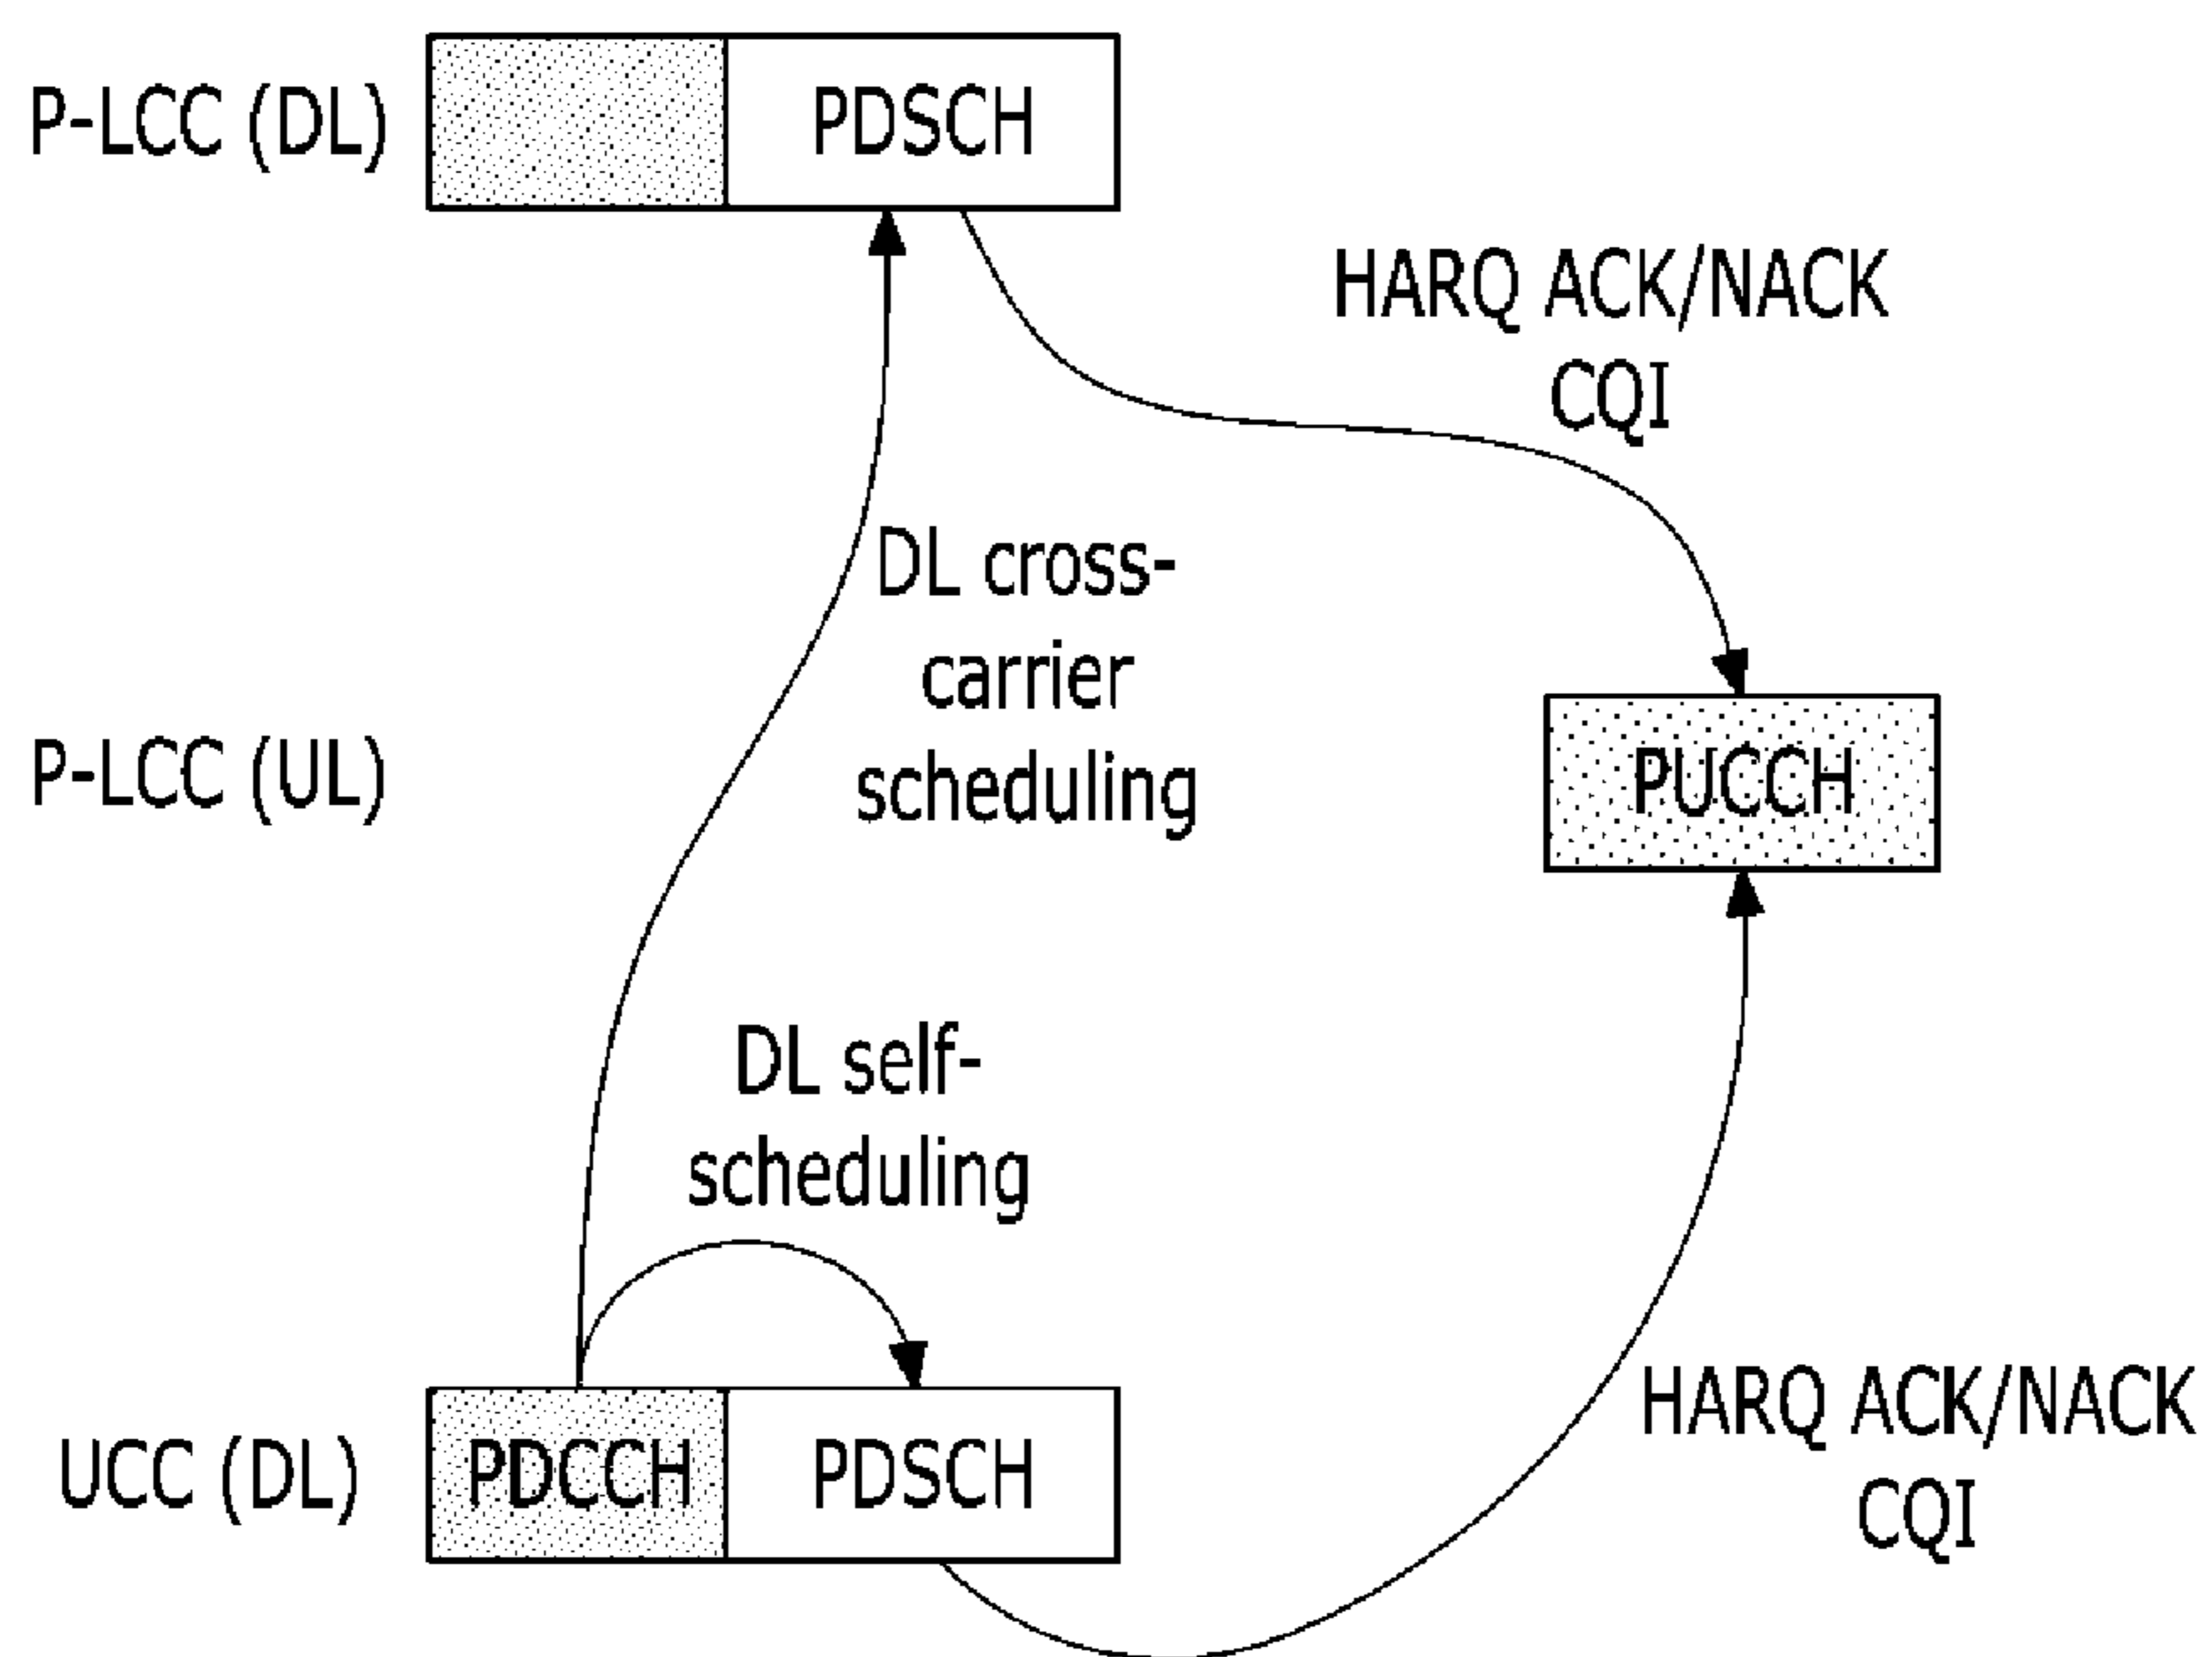 P-LCC (DL)
PDSCH
HARQ ACK/NACK
CQI
DL cross-
carrier
scheduling
P-LCC (UL)
PUCCH
DL self-
scheduling
UCC (DL)
PDCCH
PDSCH
HARQ ACK/NACK
CQI